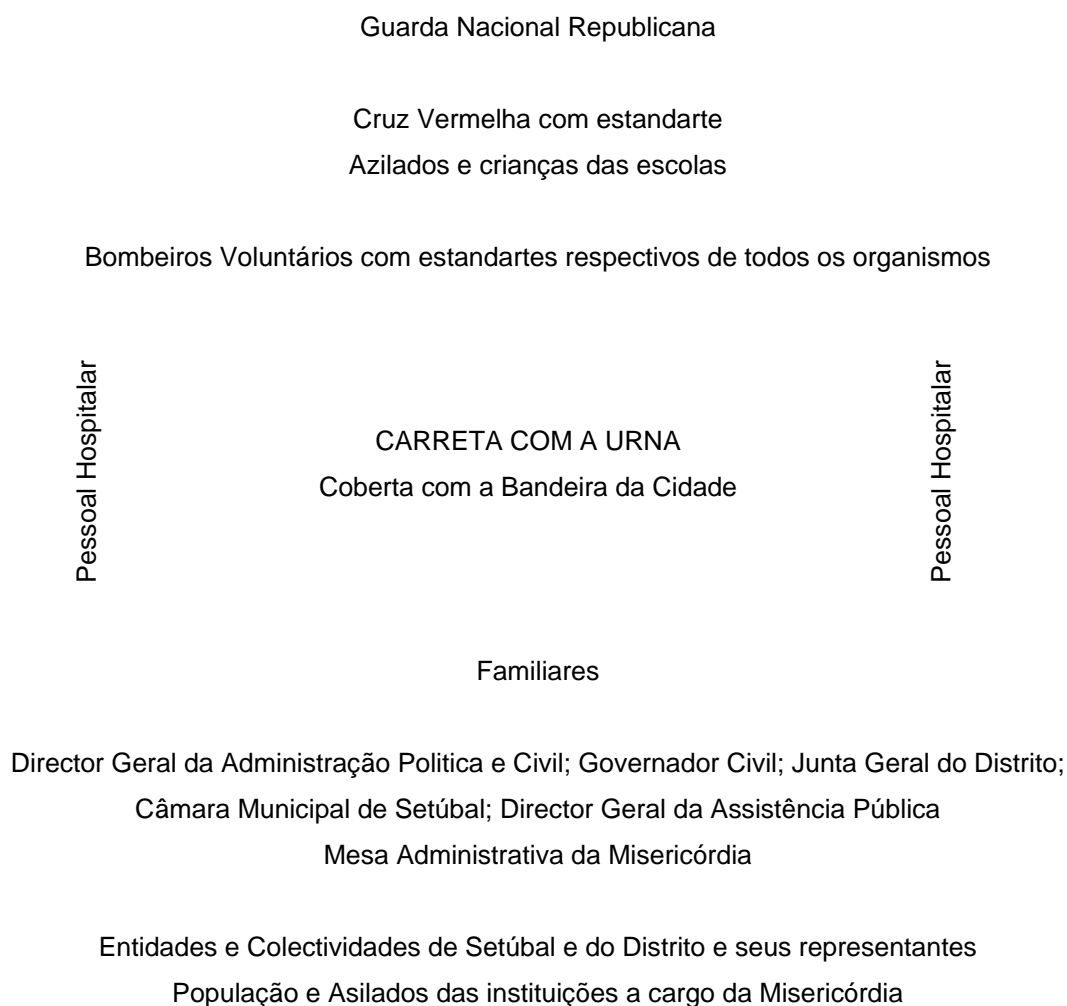 Guarda Nacional Republicana
Cruz Vermelha com estandarte
Azilados e crianças das escolas
Bombeiros Voluntários com estandartes respectivos de todos os organismos
Pessoal Hospitalar
CARRETA COM A URNA
Coberta com a Bandeira da Cidade
Pessoal Hospitalar
Familiares
Director Geral da Administração Politica e Civil; Governador Civil; Junta Geral do Distrito;
Câmara Municipal de Setúbal; Director Geral da Assistência Pública
Mesa Administrativa da Misericórdia
Entidades e Colectividades de Setúbal e do Distrito e seus representantes
População e Asilados das instituições a cargo da Misericórdia